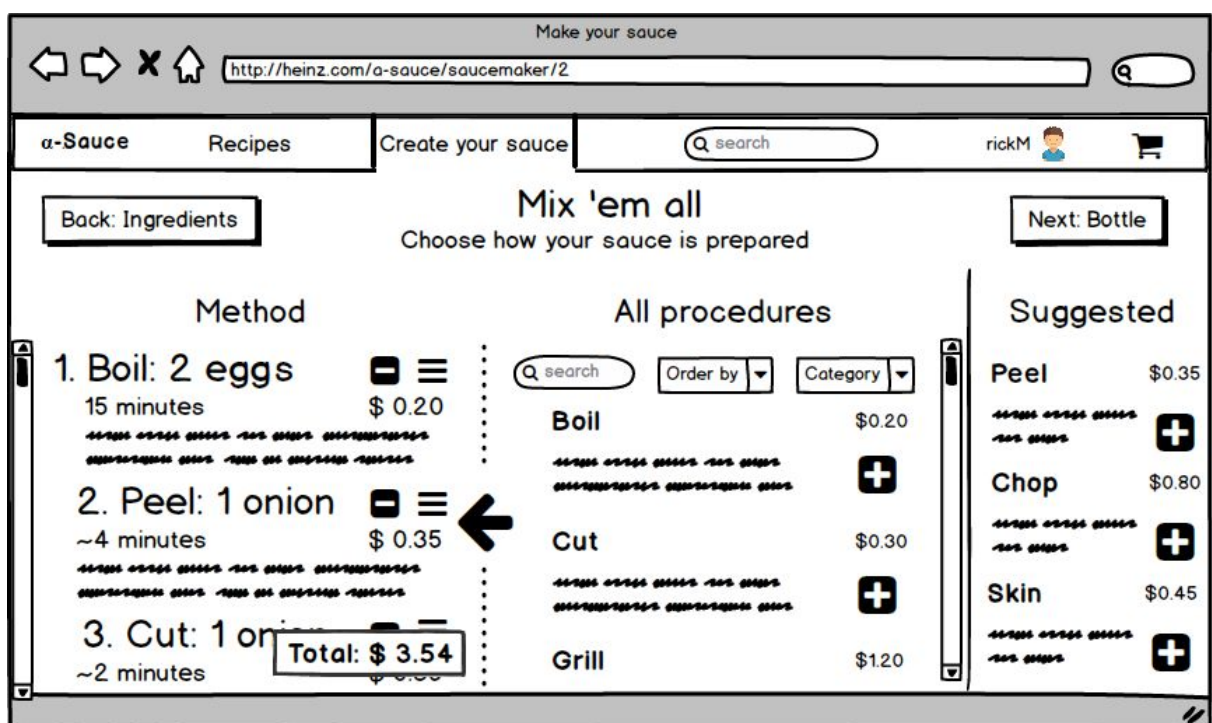 Make your sauce
http://heinz.com/a-sauce/saucemaker/2
α-Sauce Recipes Create your sauce search rickM
Back: Ingredients
Mix 'em all
Choose how your sauce is prepared
Next: Bottle
Method
1. Boil: 2 eggs
15 minutes $ 0.20
2. Peel: 1 onion
~4 minutes $ 0.35
3. Cut: 1
~2 minutes
Total: $ 3.54
All procedures
search Order by Category
Boil $0.20
Cut $0.30
Grill $1.20
Suggested
Peel $0.35
Chop $0.80
Skin $0.45